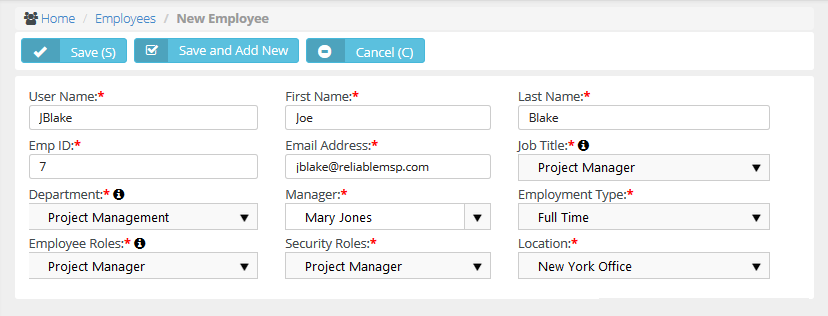 Home / Employees / New Employee
Save (S) Save and Add New Cancel (C)
User Name:* First Name:* Last Name:*
JBlake Joe Blake
Emp ID:* Email Address:* Job Title:*
7 jblake@reliablemsp.com Project Manager
Department:* Manager:* Employment Type:*
Project Management Mary Jones Full Time
Employee Roles:* Security Roles:* Location:*
Project Manager Project Manager New York Office